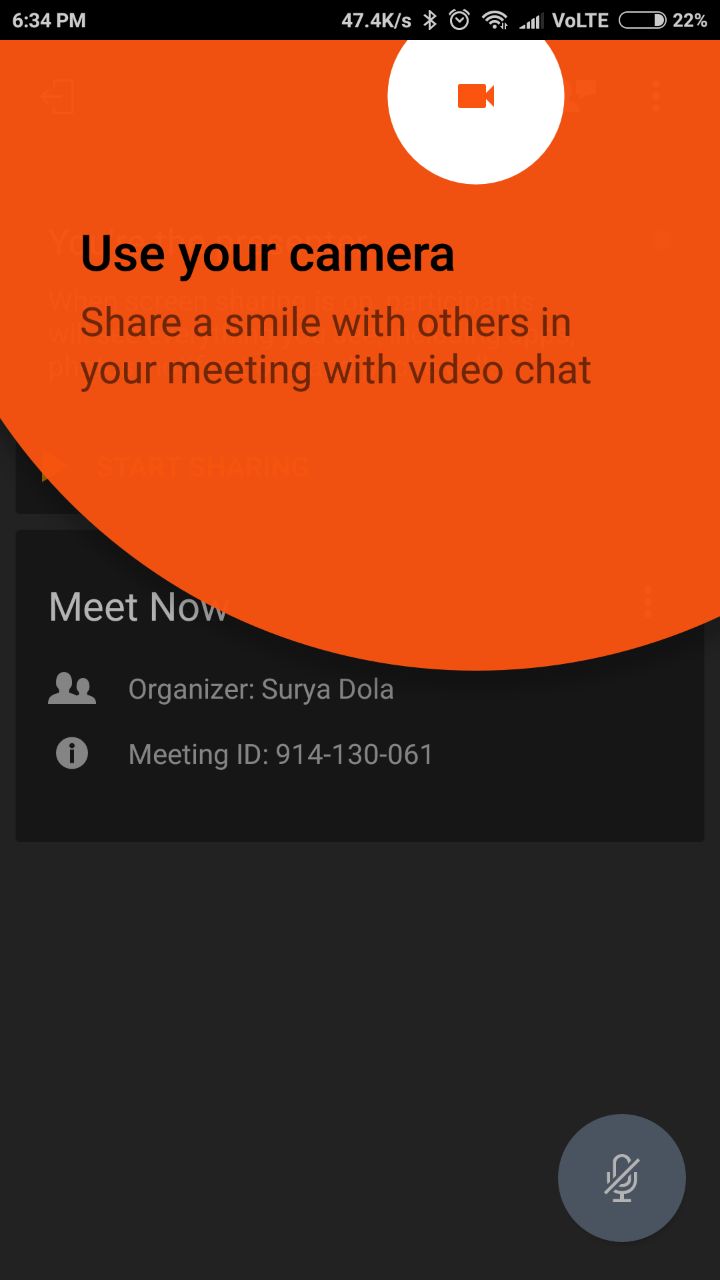 6:34 PM 47.4K/s VoLTE 22%
Use your camera
Share a smile with others in
your meeting with video chat
START SHARING
Meet Now
Organizer: Surya Dola
Meeting ID: 914-130-061